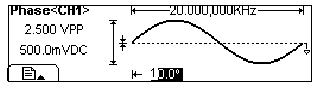 Phase<CH1>
20.000,000KHz
2.500 VPP
500.0mVDC
10.0°